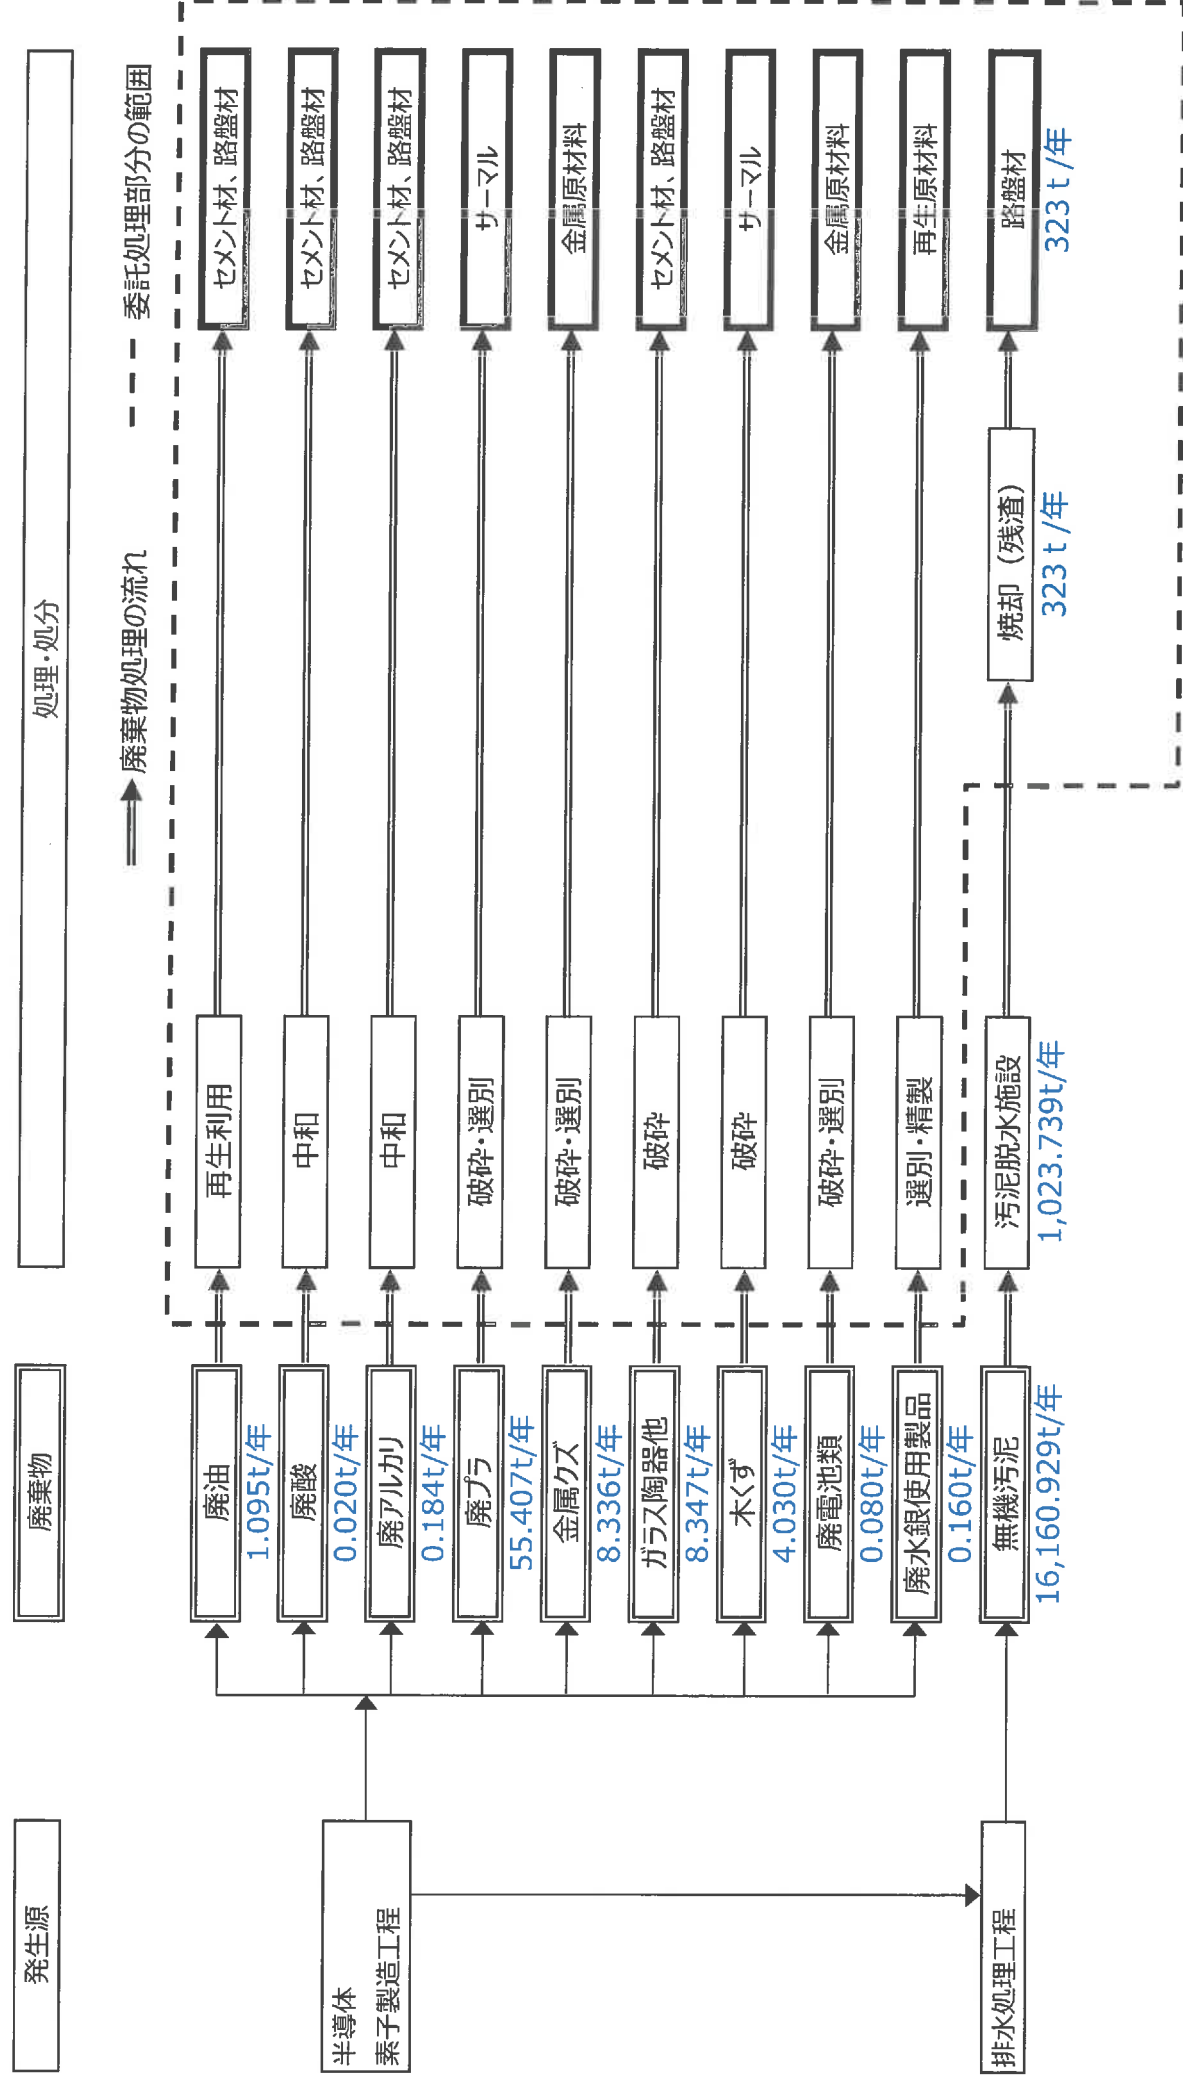 発生源
廃棄物
処理・処分
廃棄物処理の流れ
委託処理部分の範囲
半導体
素子製造工程
廃油
1.095t/年
再生利用
セメント材、路盤材
廃酸
0.020t/年
中和
セメント材、路盤材
廃アルカリ
0.184t/年
中和
セメント材、路盤材
廃プラ
55.407t/年
破砕・選別
サーマル
金属クズ
8.336t/年
破砕・選別
金属原材料
ガラス陶器他
8.347t/年
破砕
セメント材、路盤材
木くず
4.030t/年
破砕
サーマル
廃電池類
0.080t/年
破砕・選別
金属原材料
廃水銀使用製品
0.160t/年
選別・精製
再生原材料
排水処理工程
無機汚泥
16,160.929t/年
汚泥脱水施設
1,023.739t/年
焼却（残渣）
323ｔ/年
路盤材
323ｔ/年